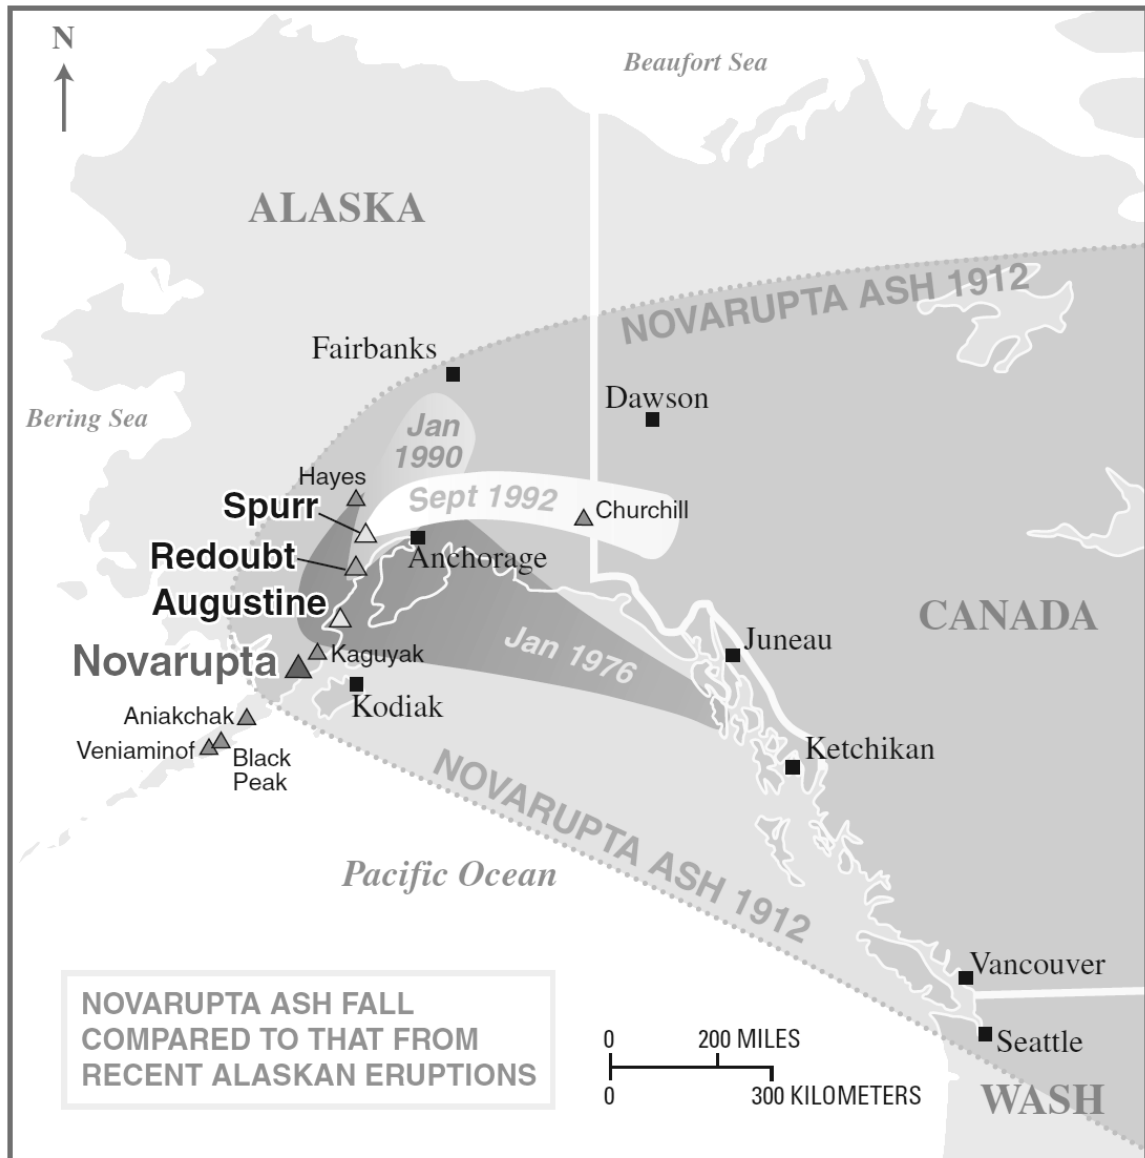 N
Beaufort Sea
ALASKA
NOVARUPTA ASH 1912
Fairbanks
Dawson
Bering Sea
Jan
1990
Hayes
Sept 1992
Spurr
Churchill
Redoubt
Anchorage
Augustine
CANADA
Juneau
Jan 1976
Novarupta
Kaguyak
Kodiak
Aniakchak
Veniaminof
Black
Peak
Ketchikan
NOVARUPTA ASH 1912
Pacific Ocean
Vancouver
NOVARUPTA ASH FALL
COMPARED TO THAT FROM
RECENT ALASKAN ERUPTIONS
0 200 MILES
0 300 KILOMETERS
Seattle
WASH